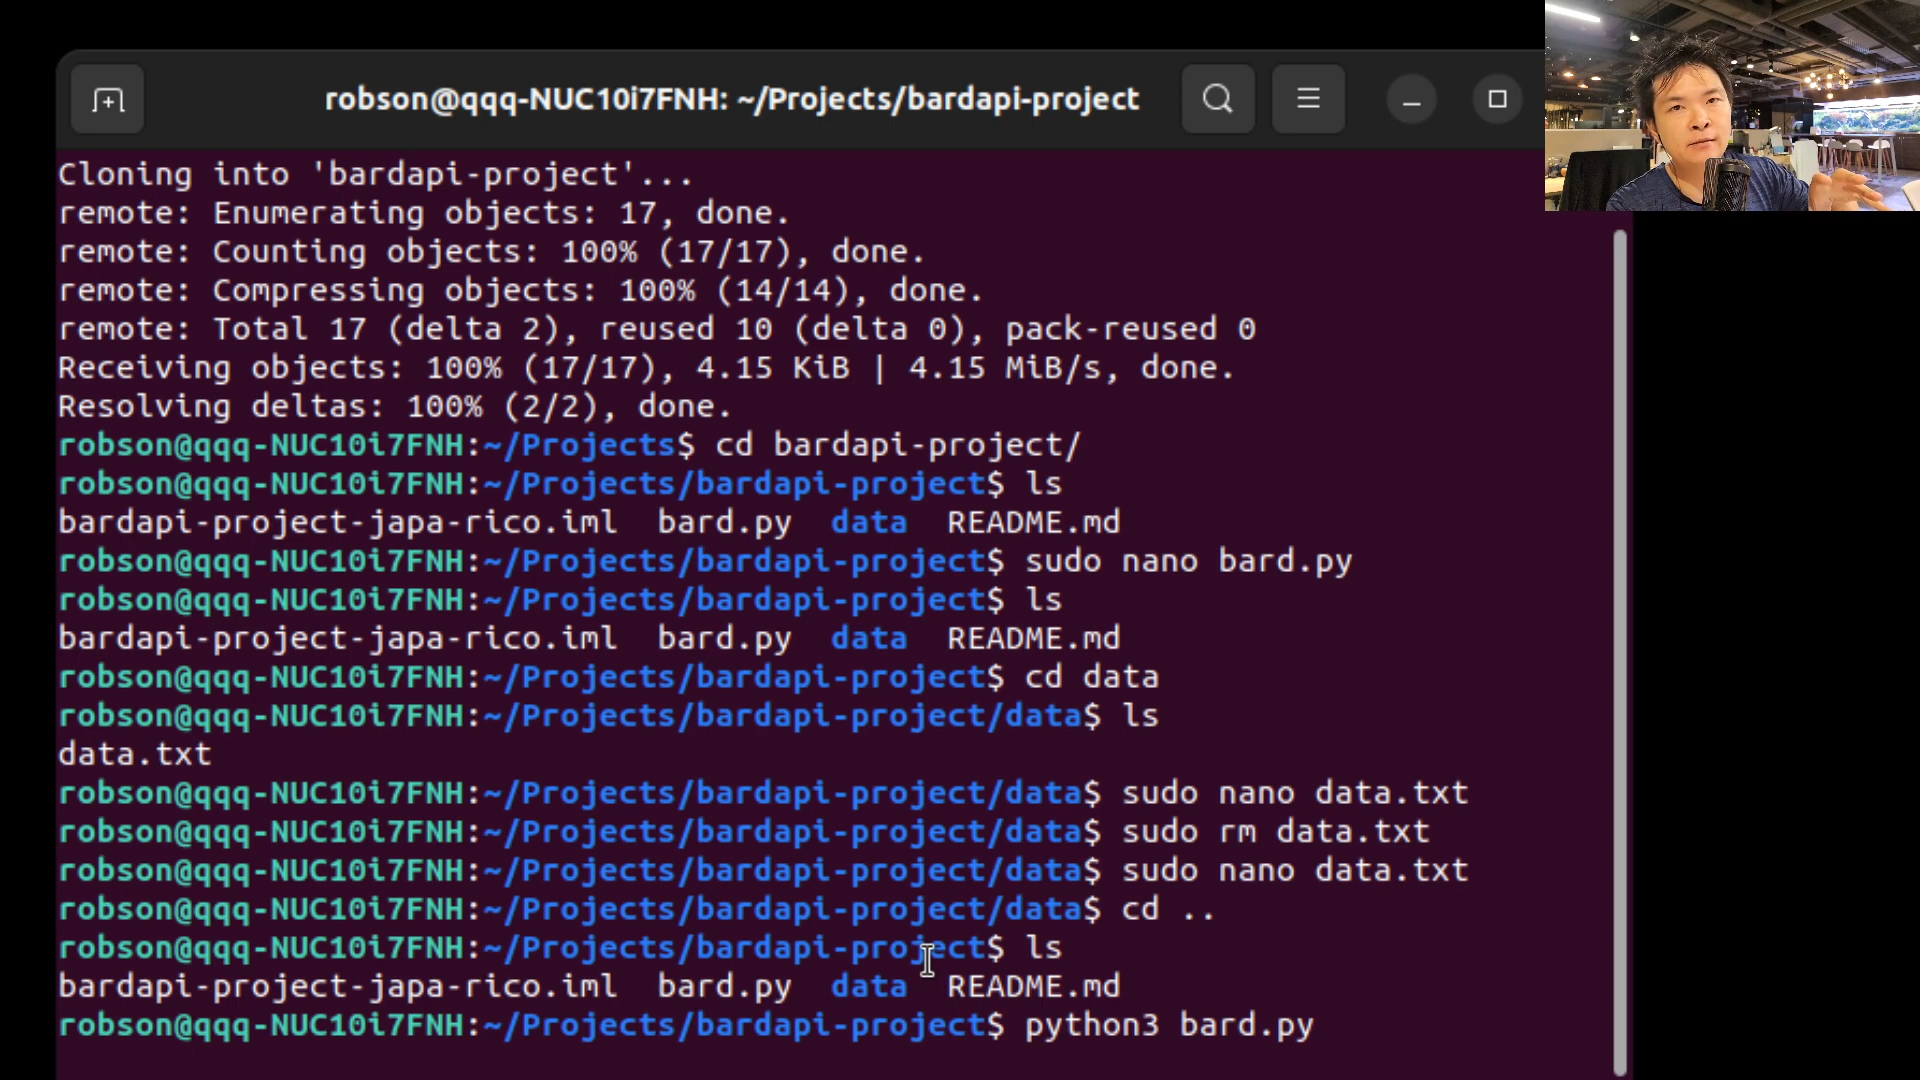 robson@qqq-NUC10i7FNH: ~/Projects/bardapi-project
Cloning into 'bardapi-project'...
remote: Enumerating objects: 17, done.
remote: Counting objects: 100% (17/17), done.
remote: Compressing objects: 100% (14/14), done.
remote: Total 17 (delta 2), reused 10 (delta 0), pack-reused 0
Receiving objects: 100% (17/17), 4.15 KiB | 4.15 MiB/s, done.
Resolving deltas: 100% (2/2), done.
robson@qqq-NUC10i7FNH:~/Projects$ cd bardapi-project/
robson@qqq-NUC10i7FNH:~/Projects/bardapi-project$ ls
bardapi-project-japa-rico.iml  bard.py  data  README.md
robson@qqq-NUC10i7FNH:~/Projects/bardapi-project$ sudo nano bard.py
robson@qqq-NUC10i7FNH:~/Projects/bardapi-project$ ls
bardapi-project-japa-rico.iml  bard.py  data  README.md
robson@qqq-NUC10i7FNH:~/Projects/bardapi-project$ cd data
robson@qqq-NUC10i7FNH:~/Projects/bardapi-project/data$ ls
data.txt
robson@qqq-NUC10i7FNH:~/Projects/bardapi-project/data$ sudo nano data.txt
robson@qqq-NUC10i7FNH:~/Projects/bardapi-project/data$ sudo rm data.txt
robson@qqq-NUC10i7FNH:~/Projects/bardapi-project/data$ sudo nano data.txt
robson@qqq-NUC10i7FNH:~/Projects/bardapi-project/data$ cd ..
robson@qqq-NUC10i7FNH:~/Projects/bardapi-project$ ls
bardapi-project-japa-rico.iml  bard.py  data  README.md
robson@qqq-NUC10i7FNH:~/Projects/bardapi-project$ python3 bard.py